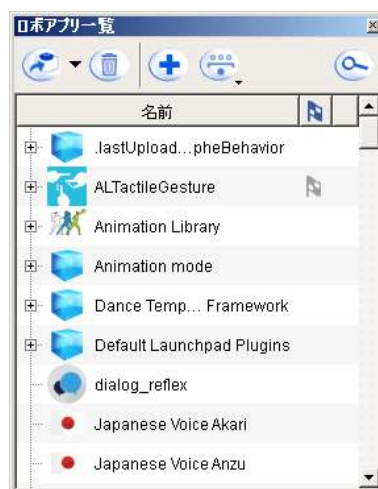 ロボアプリ一覧
名前
.lastUpload...pheBehavior
ALTactileGesture
Animation Library
Animation mode
Dance Temp... Framework
Default Launchpad Plugins
dialog_reflex
Japanese Voice Akari
Japanese Voice Anzu